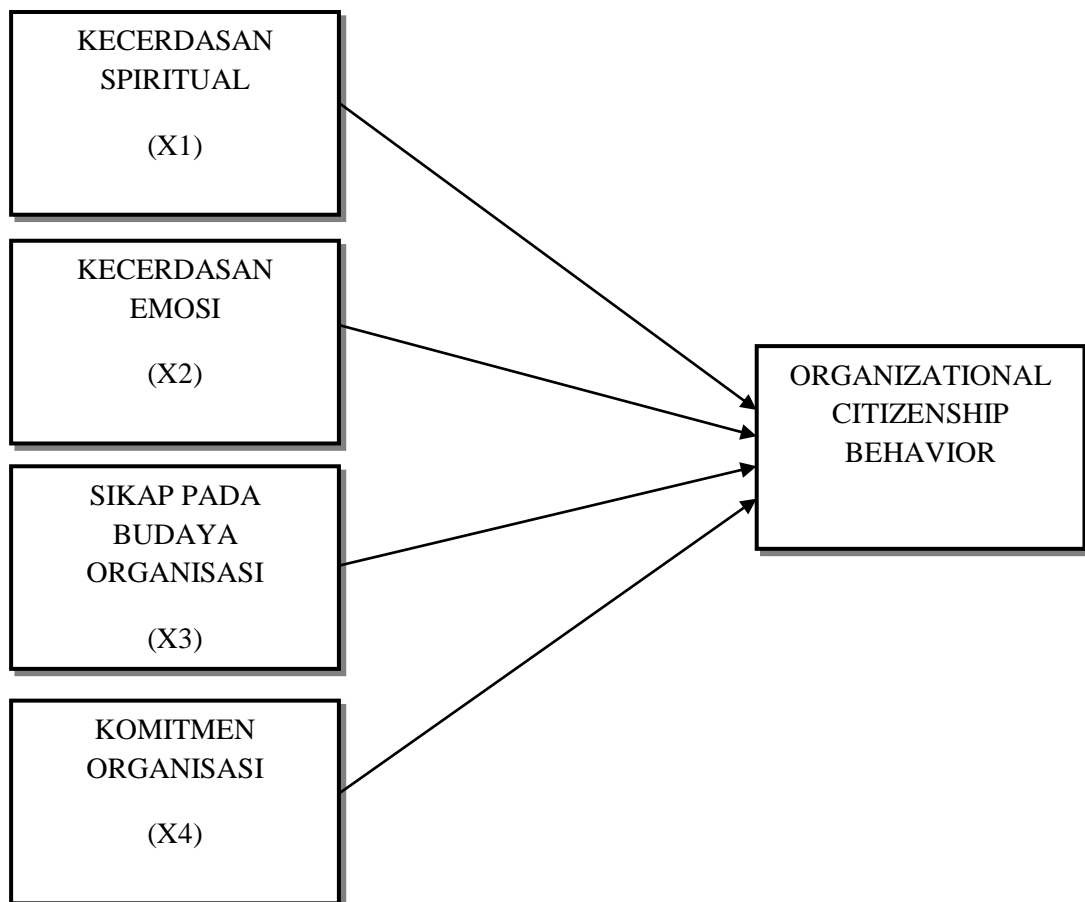 KECERDASAN
SPIRITUAL
(X1)
KECERDASAN
EMOSI
(X2)
SIKAP PADA
BUDAYA
ORGANISASI
(X3)
KOMITMEN
ORGANISASI
(X4)
ORGANIZATIONAL
CITIZENSHIP
BEHAVIOR